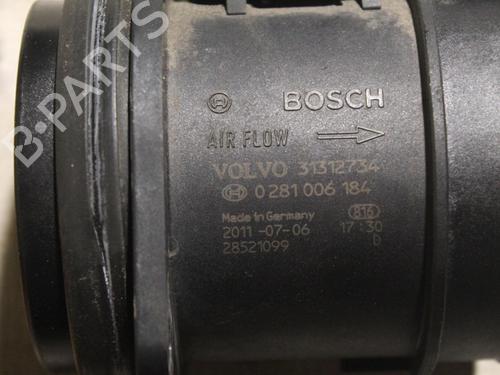 B-PARTS
BOSCH
AIR FLOW
VOLVO 31312734
0 281 006 184
Made in Germany 816
2011-07-06 17:30
28521099 D